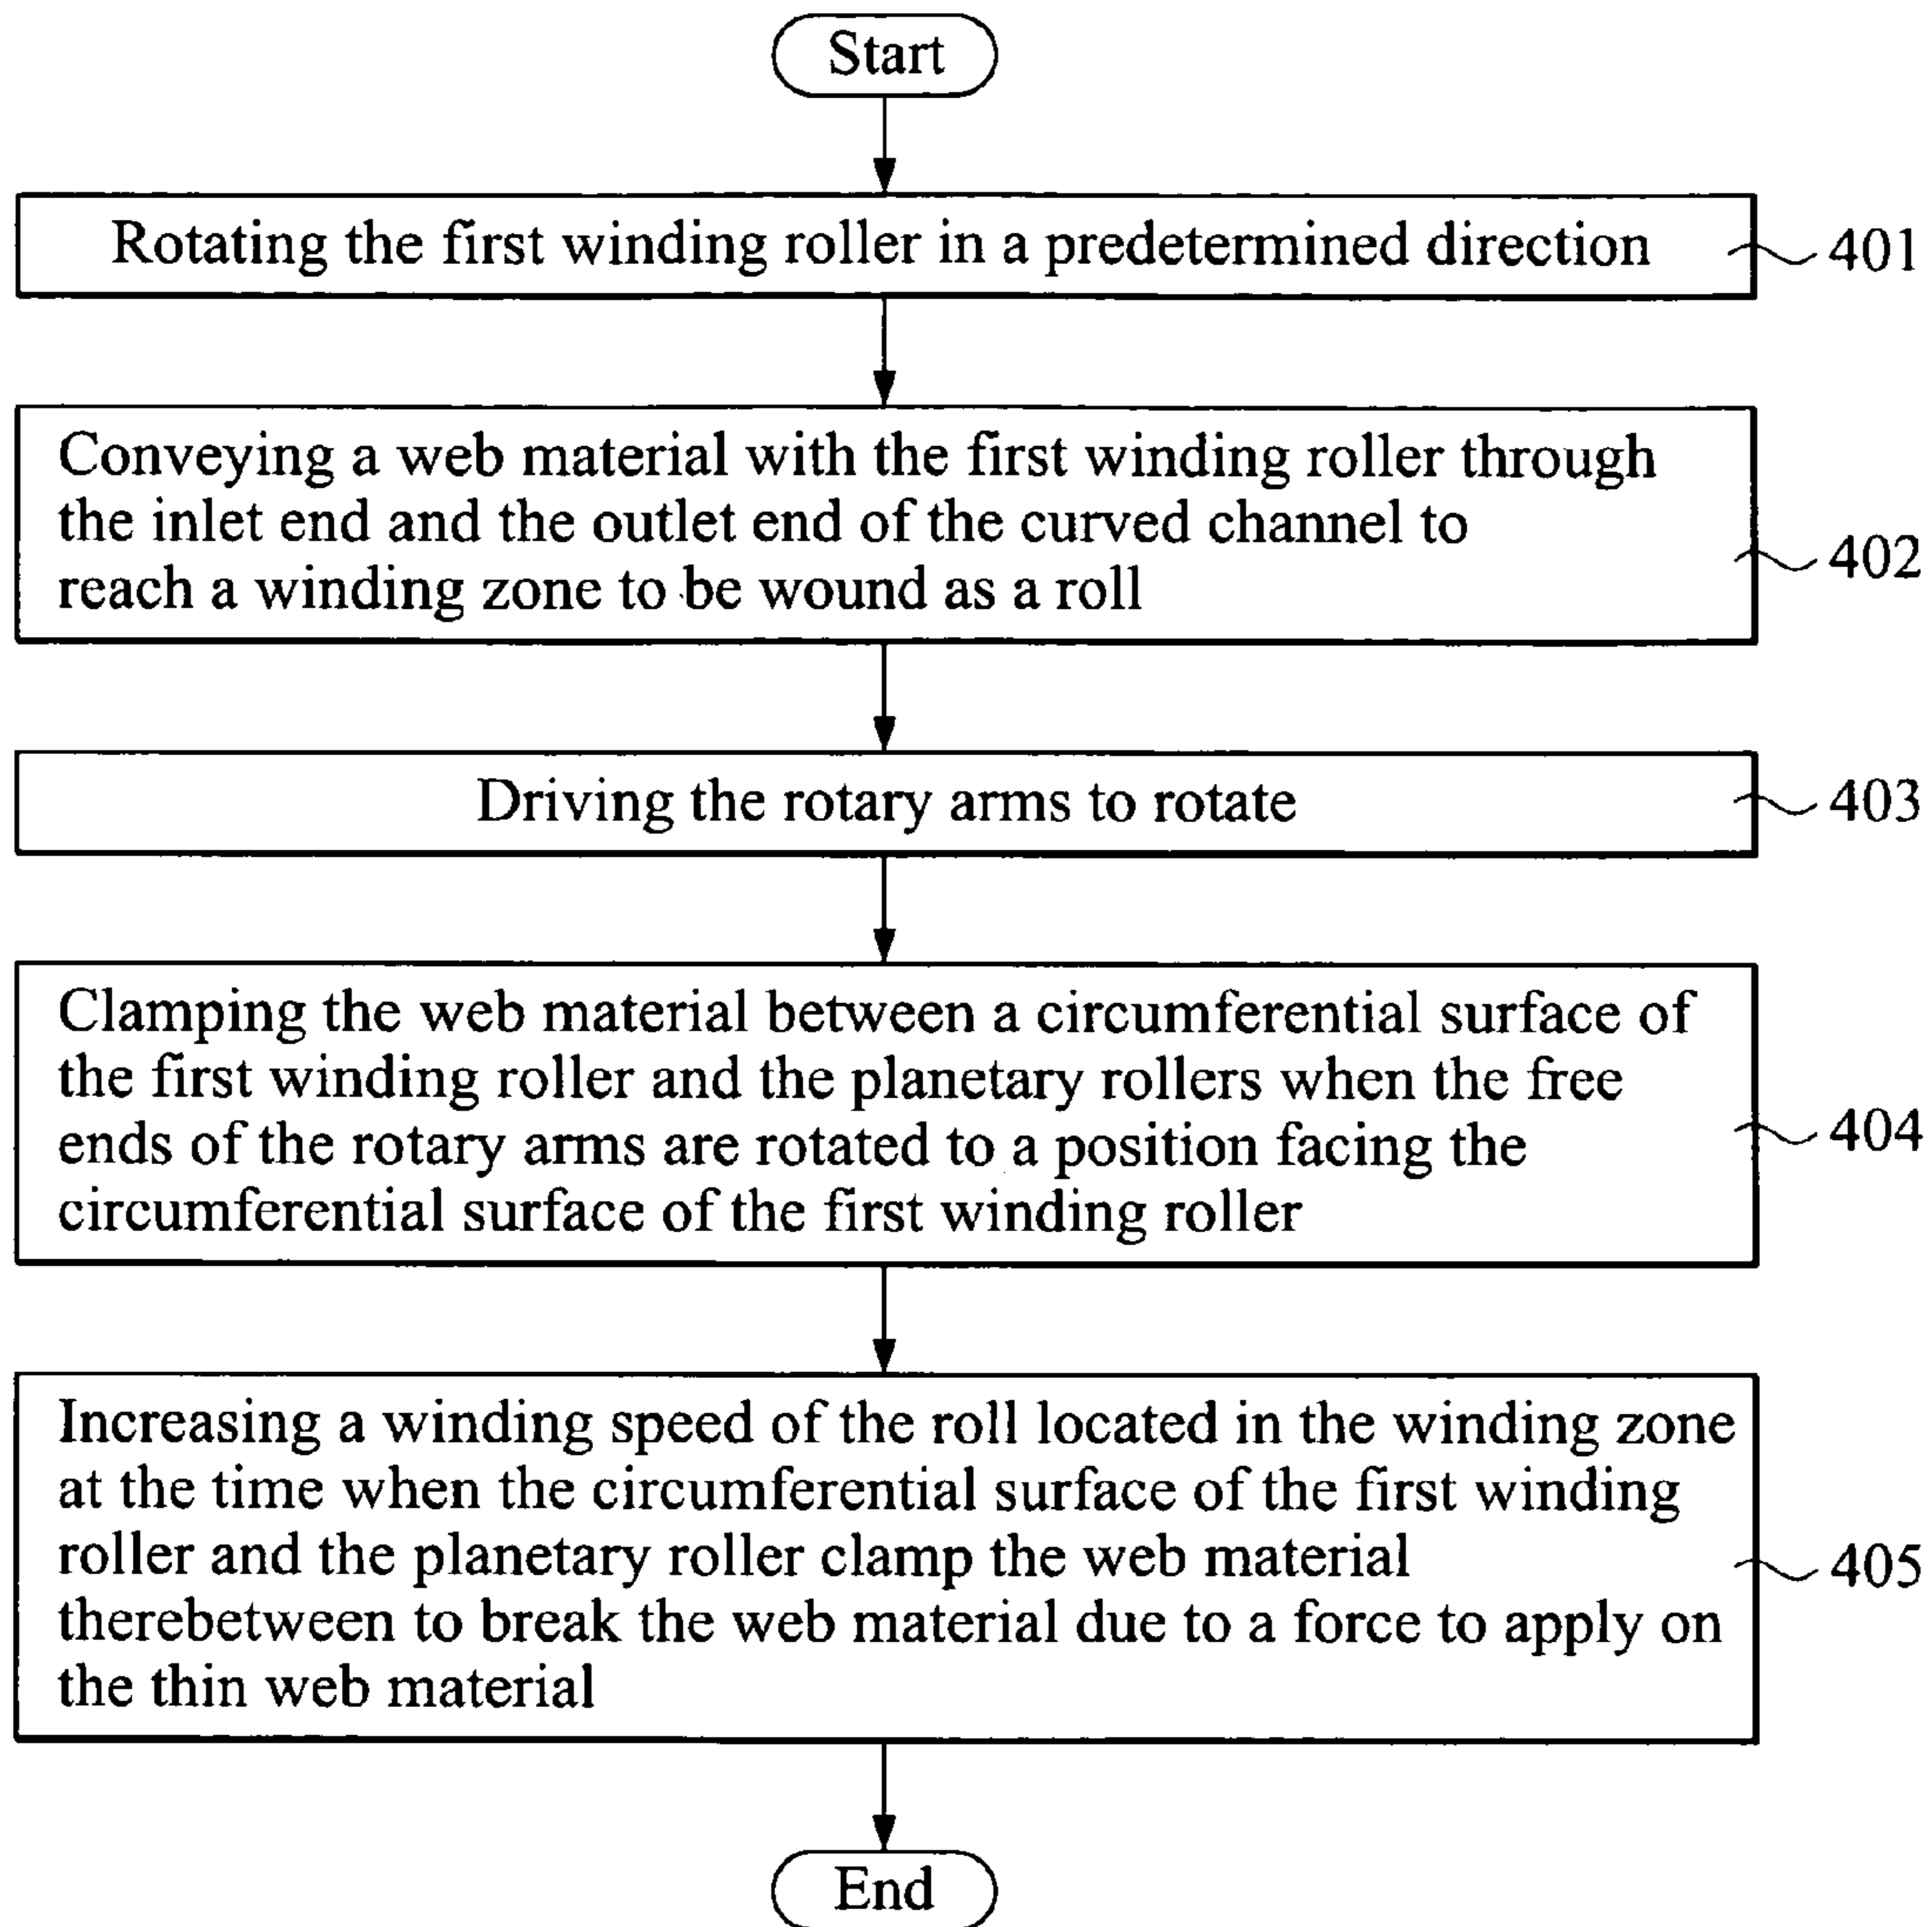 Start
Rotating the first winding roller in a predetermined direction
401
Conveying a web material with the first winding roller through
the inlet end and the outlet end of the curved channel to
reach a winding zone to be wound as a roll
402
Driving the rotary arms to rotate
403
Clamping the web material between a circumferential surface of
the first winding roller and the planetary rollers when the free
ends of the rotary arms are rotated to a position facing the
circumferential surface of the first winding roller
404
Increasing a winding speed of the roll located in the winding zone
at the time when the circumferential surface of the first winding
roller and the planetary roller clamp the web material
therebetween to break the web material due to a force to apply on
the thin web material
405
End